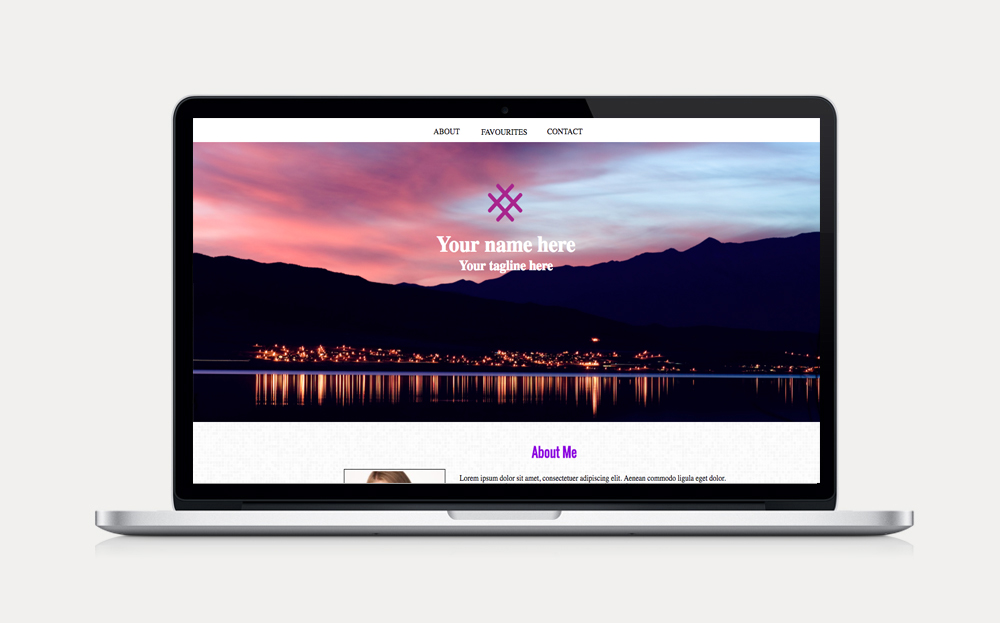 ABOUT FAVOURITES CONTACT
Your name here
Your tagline here
About Me
Lorem ipsum dolor sit amet, consectetuer adipiscing elit. Aenean commodo ligula eget dolor.